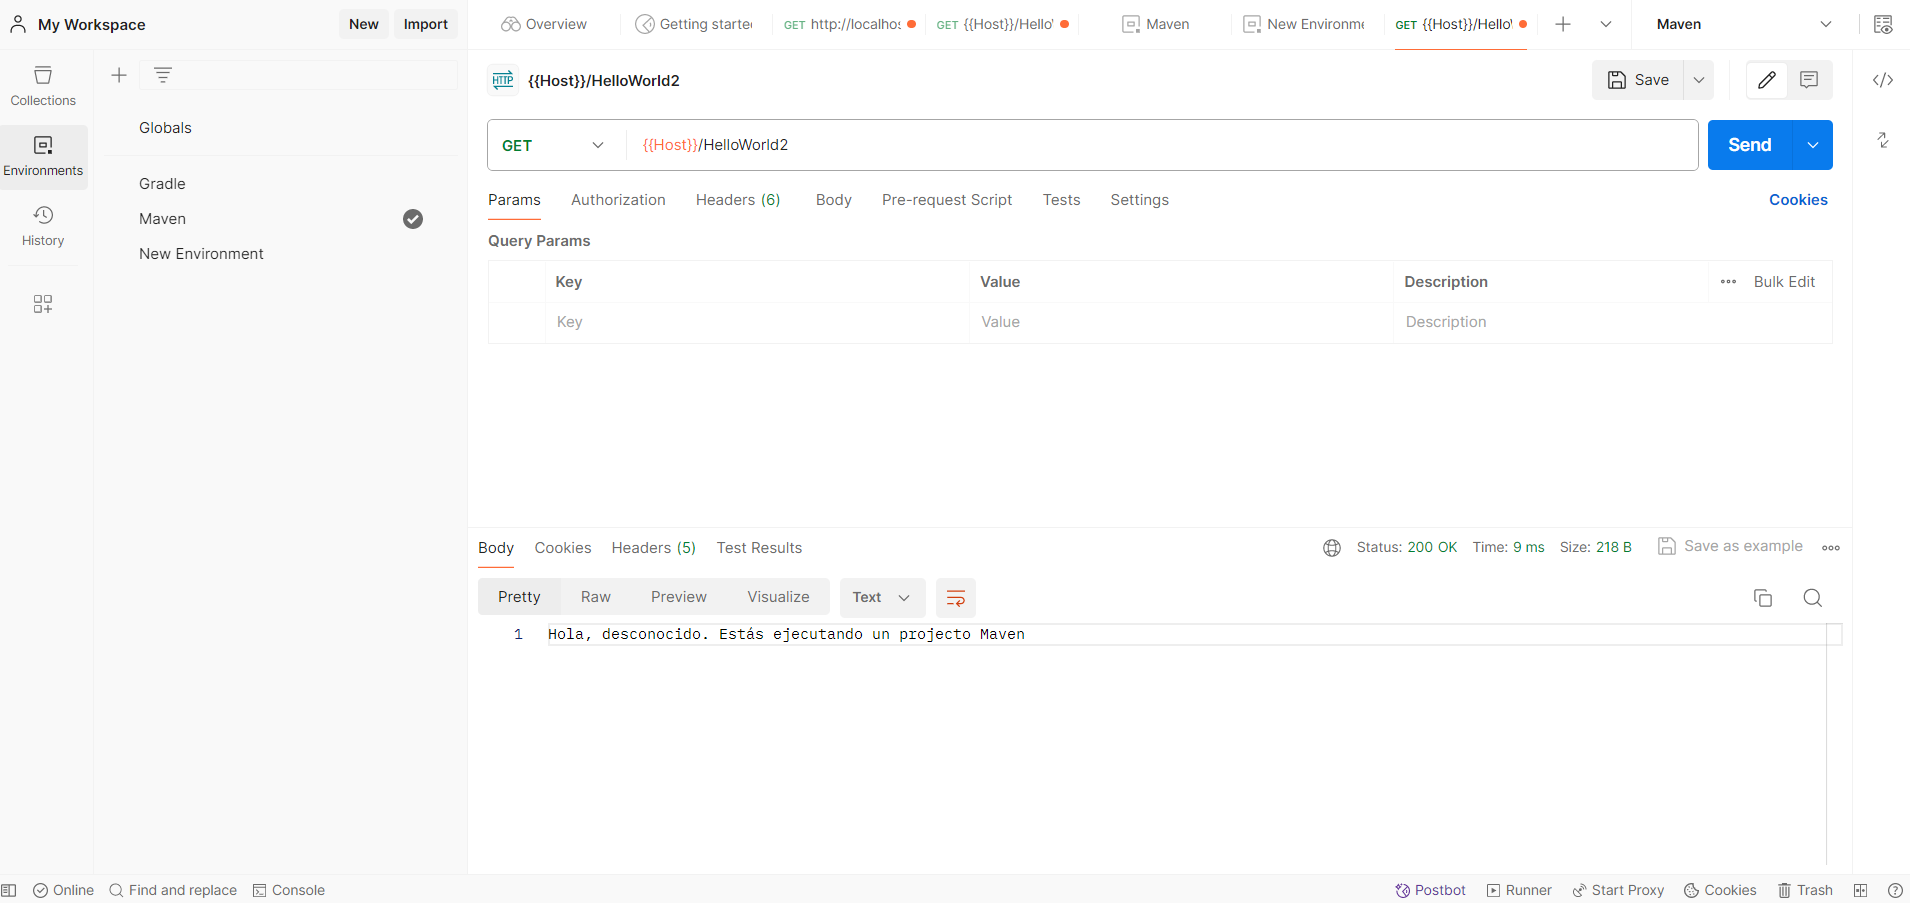 My Workspace
New
Import
Overview
Getting starte
GET http://localhos
GET {{Host}}/Hello
Maven
New Environme
GET {{Host}}/Hello
Maven
Collections
Environments
History
Globals
Gradle
Maven
New Environment
HTTP
{{Host}}/HelloWorld2
Save
GET
{{Host}}/HelloWorld2
Send
Params
Authorization
Headers (6)
Body
Pre-request Script
Tests
Settings
Cookies
Query Params
Key
Value
Description
Bulk Edit
Key
Value
Description
Body
Cookies
Headers (5)
Test Results
Status: 200 OK
Time: 9 ms
Size: 218 B
Save as example
Pretty
Raw
Preview
Visualize
Text
1
Hola, desconocido. Estás ejecutando un projecto Maven
Online
Find and replace
Console
Postbot
Runner
Start Proxy
Cookies
Trash